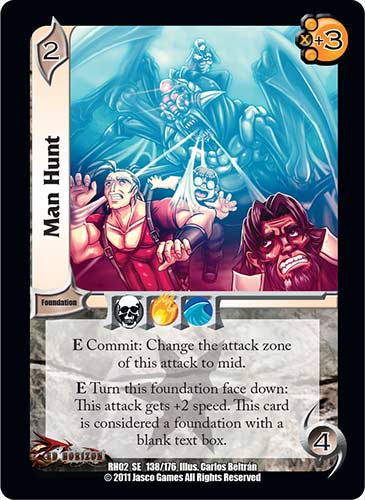 2
X +3
Man Hunt
Foundation
E Commit: Change the attack zone
of this attack to mid.
E Turn this foundation face down:
This attack gets +2 speed. This card
is considered a foundation with a
blank text box.
4
RED HORIZON
RH02 SE 138/176 Illus. Carlos Beltrán
© 2011 Jasco Games All Rights Reserved